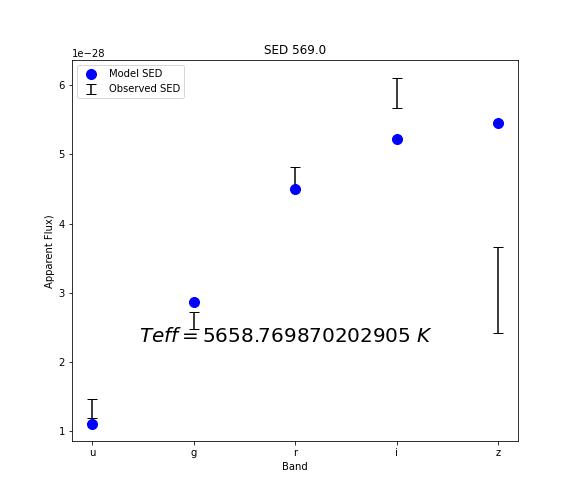 SED 569.0
1e−28
Model SED
Observed SED
6
5
4
3
2
1
Apparent Flux)
Teff = 5658.769870202905 K
u g r i z
Band